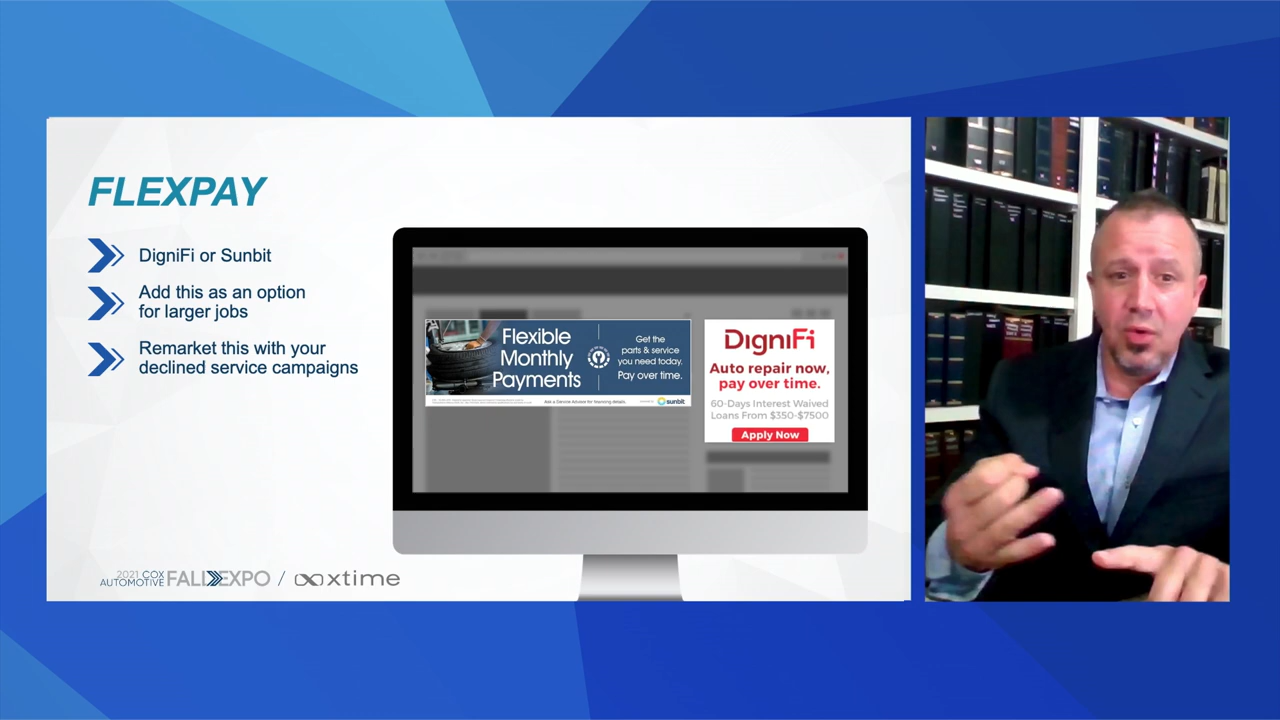 FLEXPAY
DigniFi or Sunbit
Add this as an option
for larger jobs
Remarket this with your
declined service campaigns
Flexible
Monthly
Payments
Get the
parts & service
you need today.
Pay over time.
Ask a Service Advisor for financing details.
sunbit
DigniFi
Auto repair now,
pay over time.
60-Days Interest Waived
Loans From $350-$7500
Apply Now
2021 COX
AUTOMOTIVE FALL EXPO / xtime